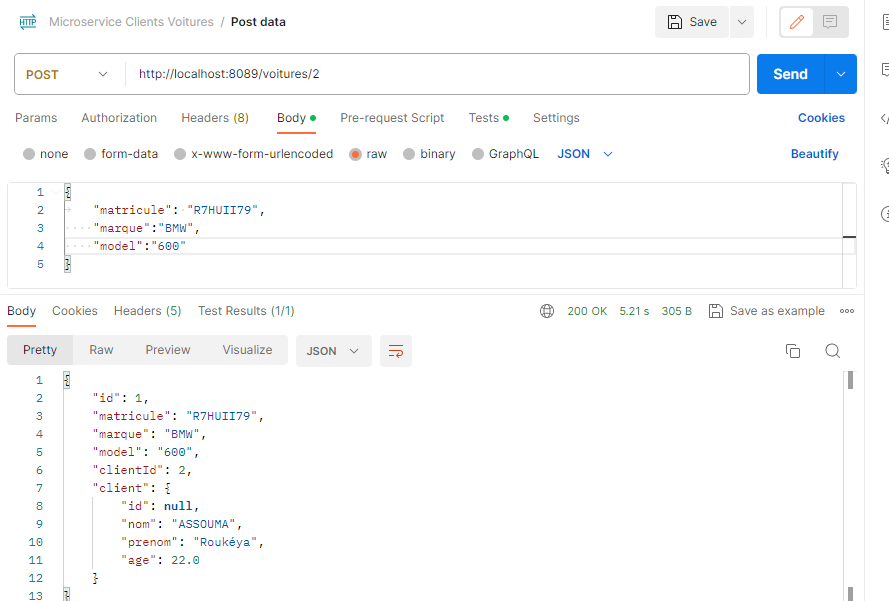 HTTP Microservice Clients Voitures / Post data Save
POST http://localhost:8089/voitures/2 Send
Params Authorization Headers (8) Body Pre-request Script Tests Settings Cookies
none form-data x-www-form-urlencoded raw binary GraphQL JSON Beautify
1 {
2 "matricule": "R7HUII79",
3 "marque":"BMW",
4 "model":"600"
5 }
Body Cookies Headers (5) Test Results (1/1) 200 OK 5.21 s 305 B Save as example
Pretty Raw Preview Visualize JSON
1 {
2 "id": 1,
3 "matricule": "R7HUII79",
4 "marque": "BMW",
5 "model": "600",
6 "clientId": 2,
7 "client": {
8 "id": null,
9 "nom": "ASSOUMA",
10 "prenom": "Roukéya",
11 "age": 22.0
12 }
13 }